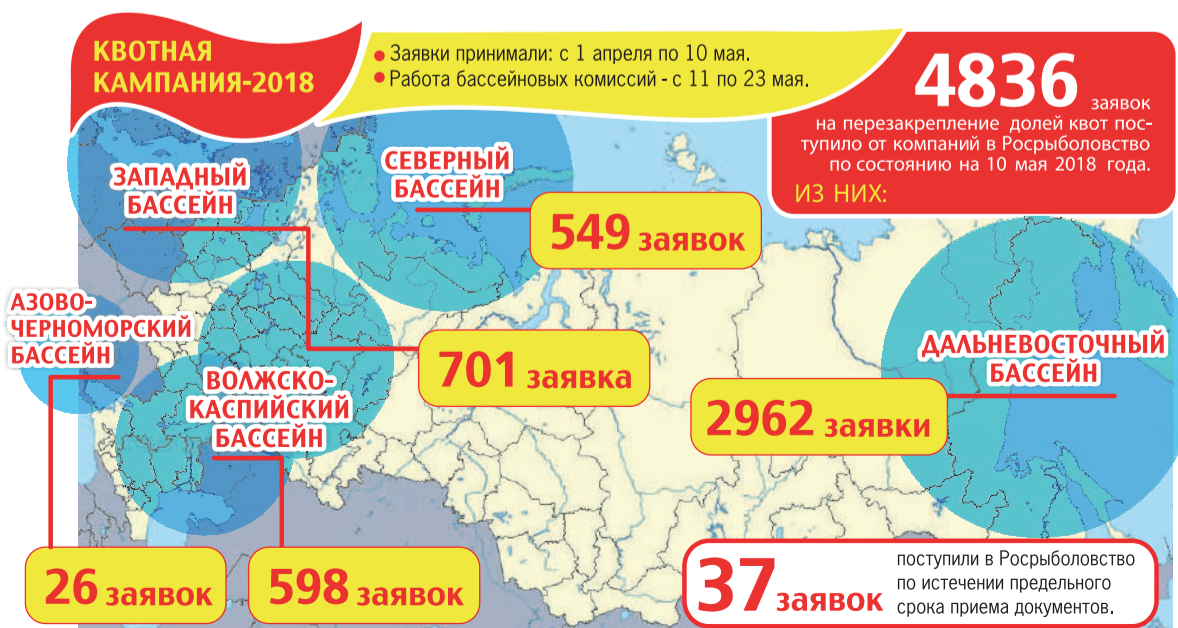 КВОТНАЯ
КАМПАНИЯ-2018
• Заявки принимали: с 1 апреля по 10 мая.
• Работа бассейновых комиссий - с 11 по 23 мая.
4836 заявок
на перезакрепление долей квот пос-
тупило от компаний в Росрыболовство
по состоянию на 10 мая 2018 года.
ИЗ НИХ:
ЗАПАДНЫЙ
БАССЕЙН
СЕВЕРНЫЙ
БАССЕЙН
549 заявок
АЗОВО-
ЧЕРНОМОРСКИЙ
БАССЕЙН
701 заявка
ВОЛЖСКО-
КАСПИЙСКИЙ
БАССЕЙН
ДАЛЬНЕВОСТОЧНЫЙ
БАССЕЙН
2962 заявки
26 заявок
598 заявок
37 заявок
поступили в Росрыболовство
по истечении предельного
срока приема документов.